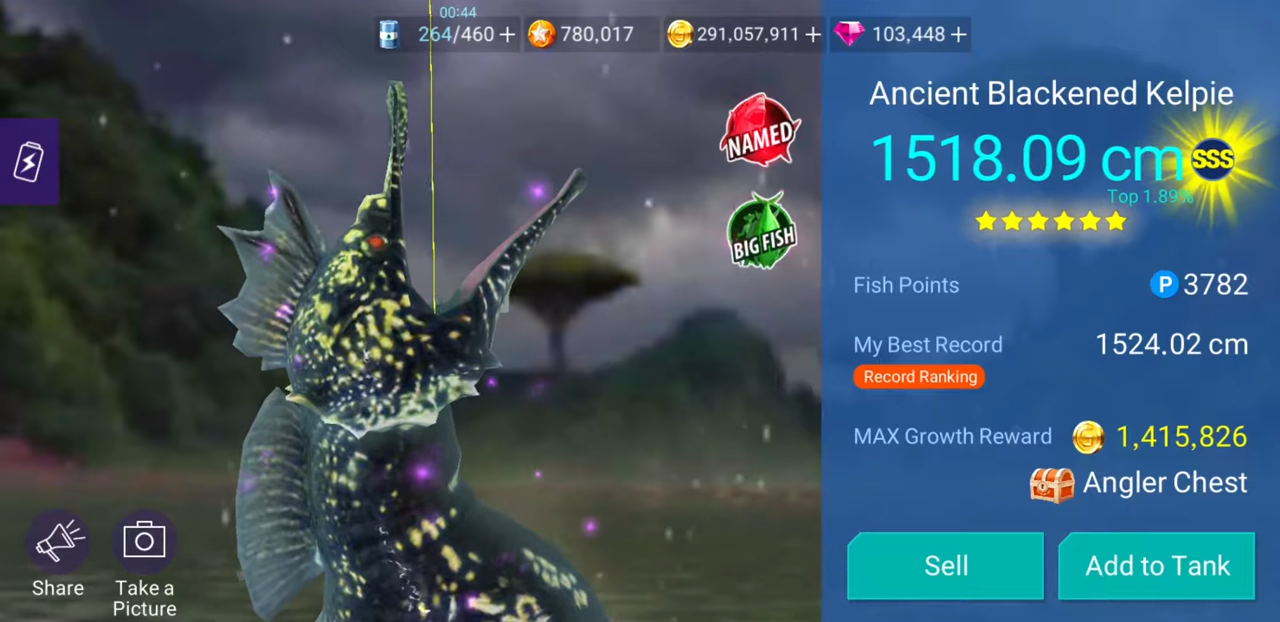 00:44
264/460 +
780,017
291,057,911 +
103,448 +
NAMED
BIG FISH
Ancient Blackened Kelpie
1518.09 cm
SSS
Top 1.89%
Fish Points
P 3782
My Best Record
1524.02 cm
Record Ranking
MAX Growth Reward
G 1,415,826
Angler Chest
Sell
Add to Tank
Share
Take a
Picture